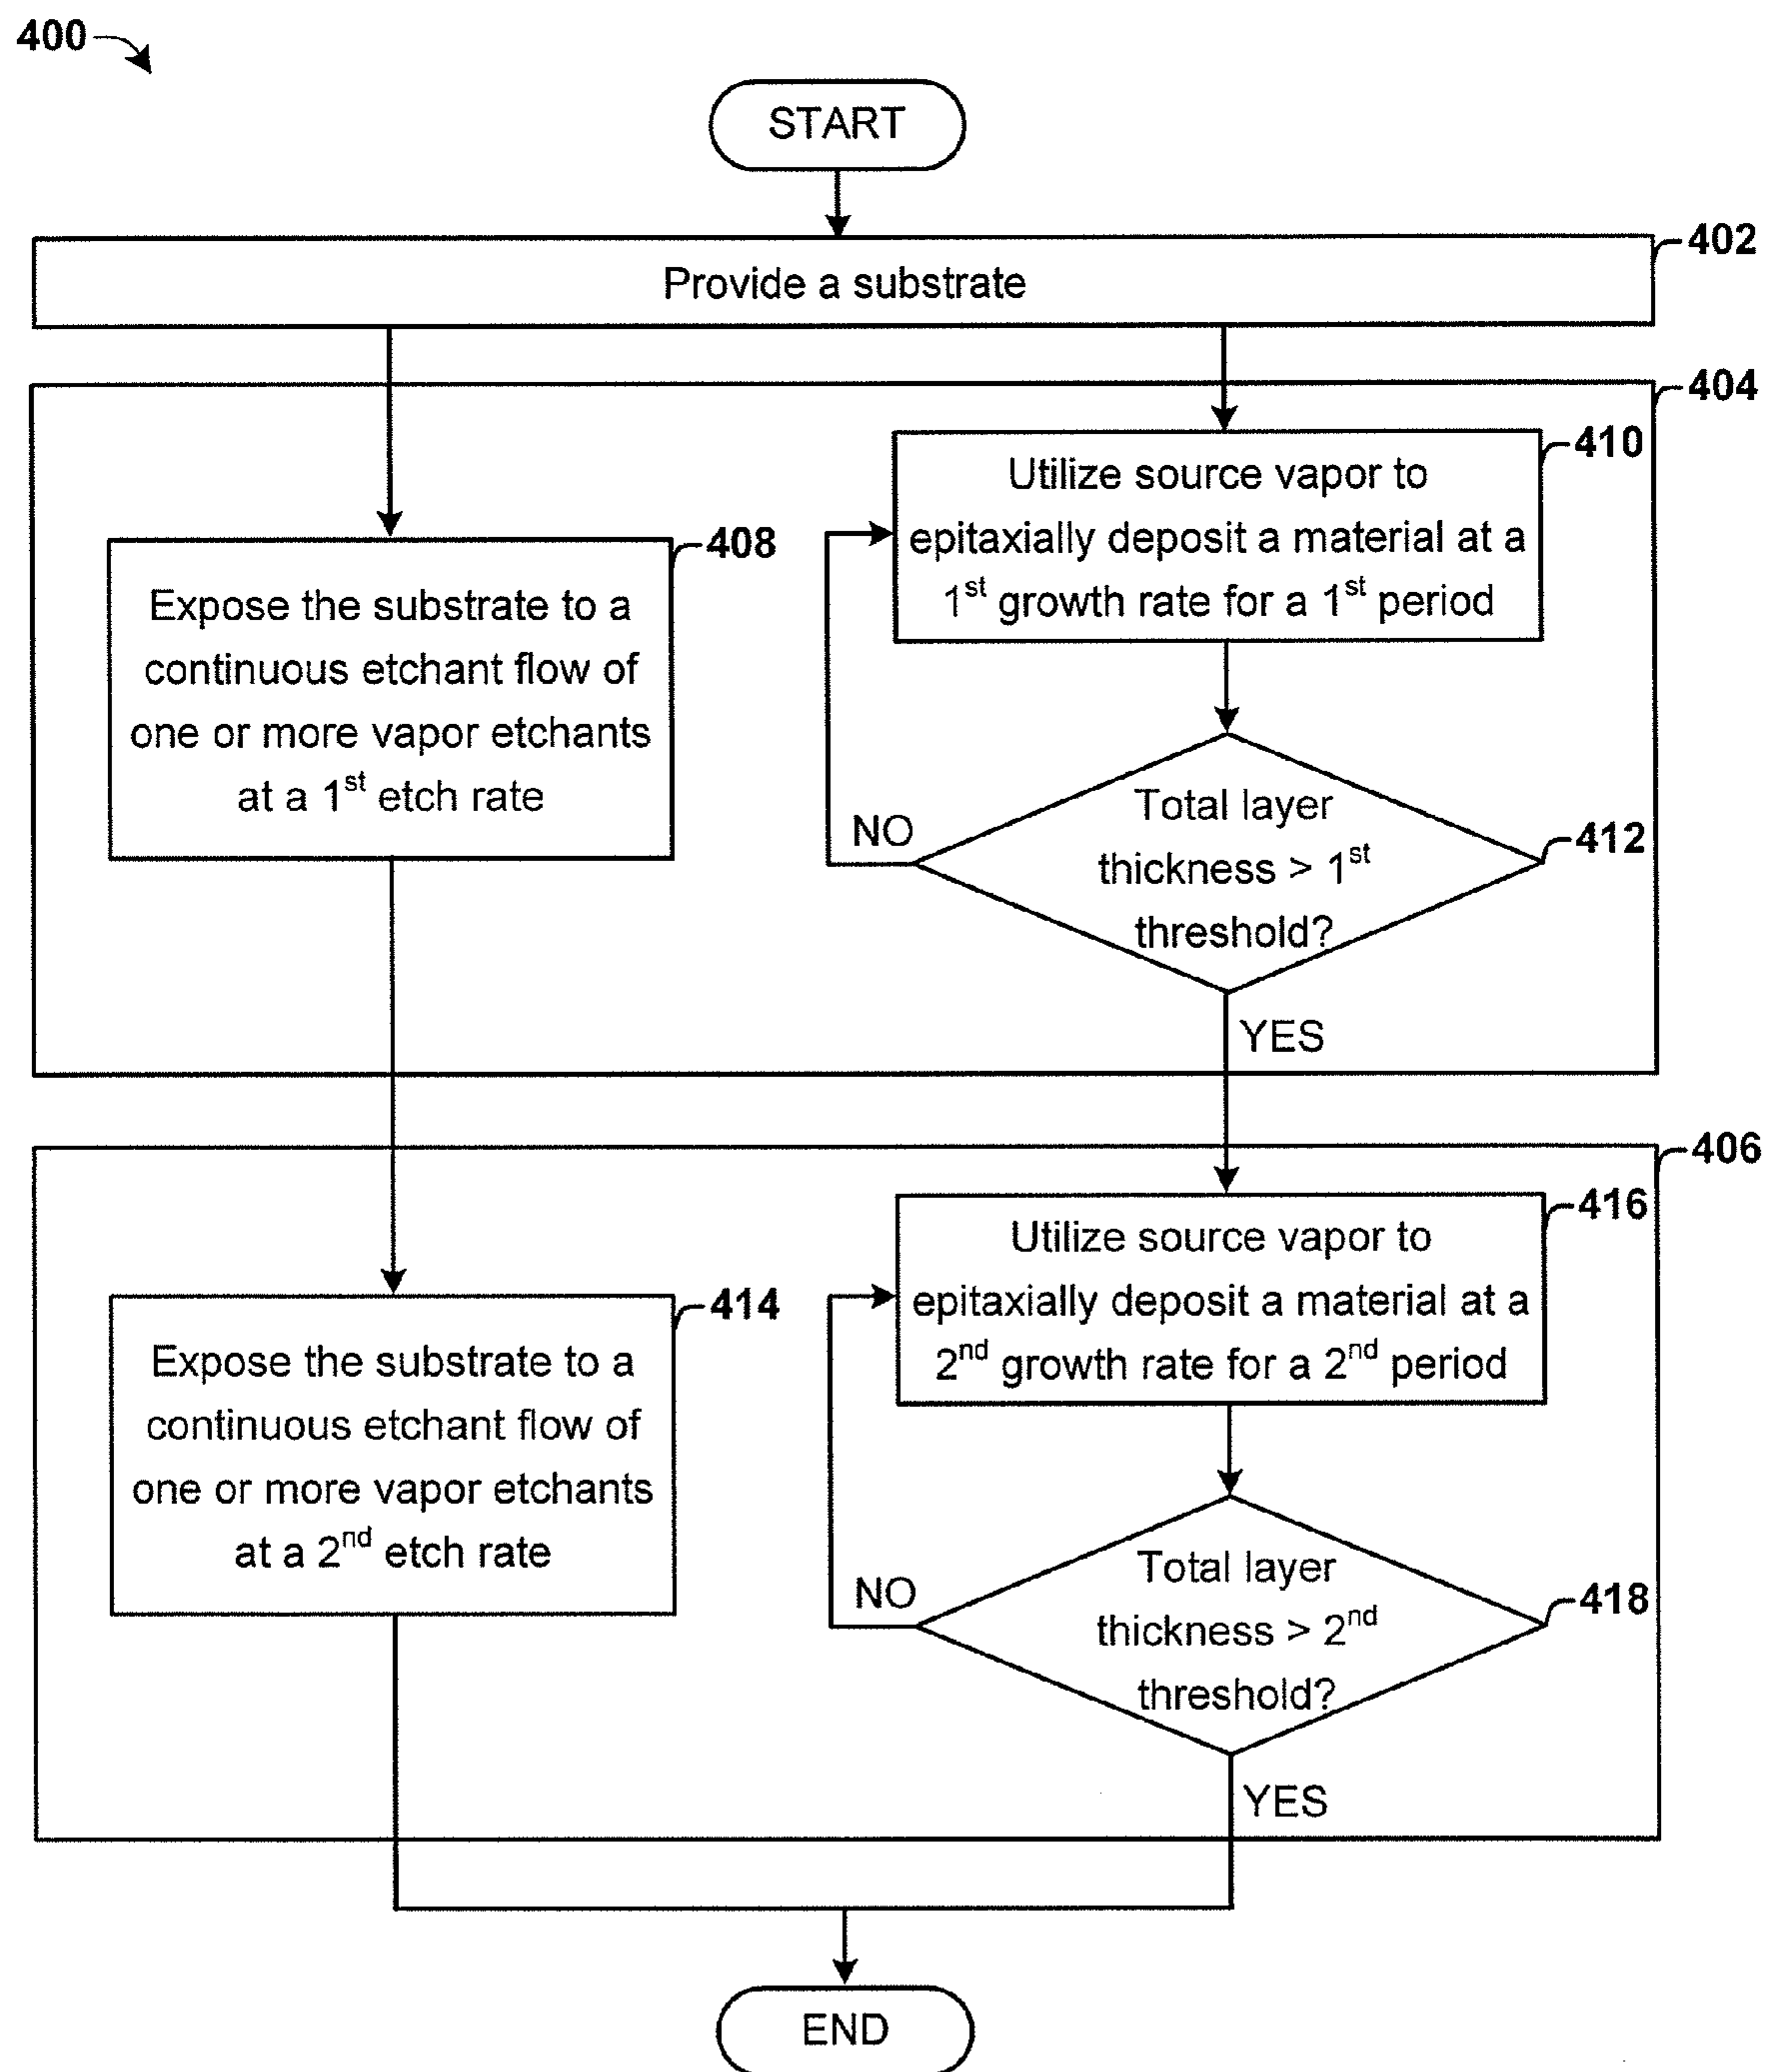 400
START
402
Provide a substrate
404
410
Utilize source vapor to
epitaxially deposit a material at a
1st growth rate for a 1st period
408
Expose the substrate to a
continuous etchant flow of
one or more vapor etchants
at a 1st etch rate
NO
Total layer
thickness > 1st
threshold?
412
YES
406
416
Utilize source vapor to
epitaxially deposit a material at a
2nd growth rate for a 2nd period
414
Expose the substrate to a
continuous etchant flow of
one or more vapor etchants
at a 2nd etch rate
NO
Total layer
thickness > 2nd
threshold?
418
YES
END